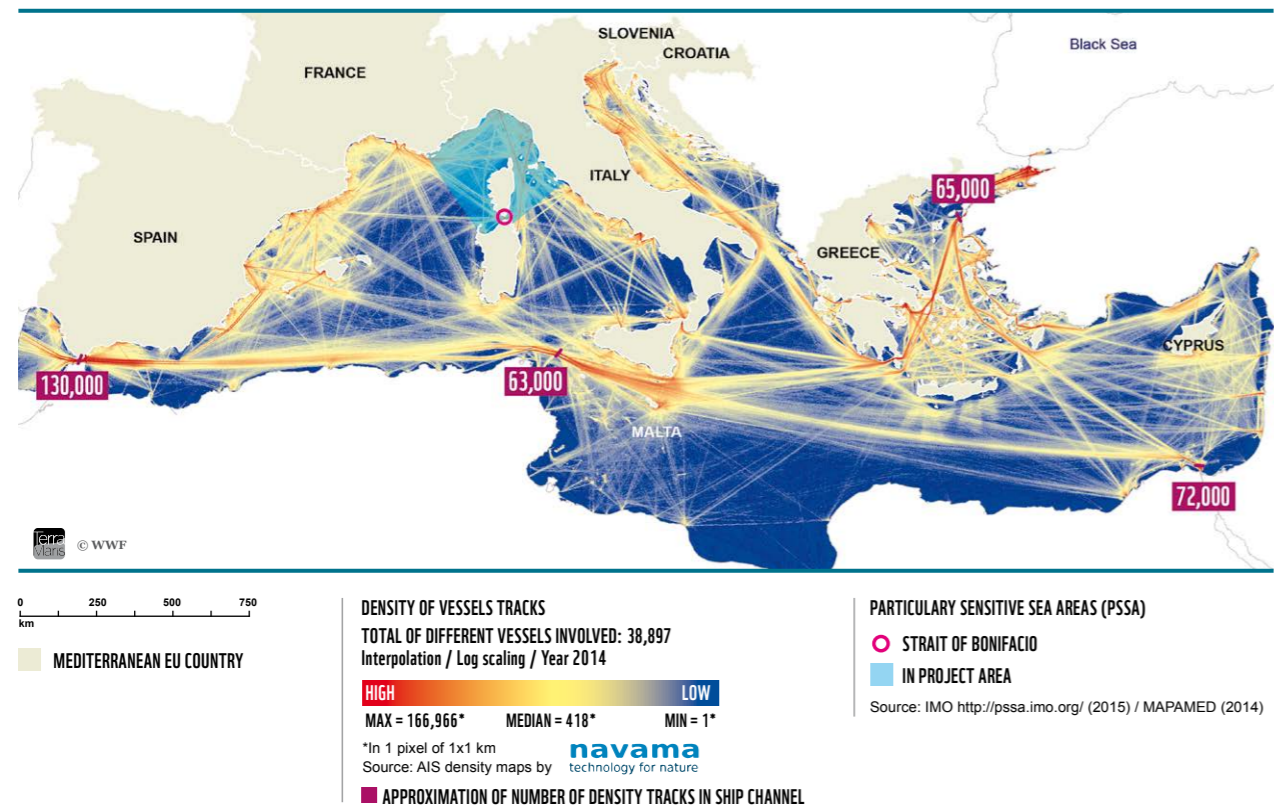 SLOVENIA
CROATIA
Black Sea
FRANCE
ITALY
65,000
SPAIN
GREECE
CYPRUS
130,000
63,000
MALTA
72,000
Terra
Maris
© WWF
0 250 500 750
km
MEDITERRANEAN EU COUNTRY
DENSITY OF VESSELS TRACKS
TOTAL OF DIFFERENT VESSELS INVOLVED: 38,897
Interpolation / Log scaling / Year 2014
HIGH LOW
MAX = 166,966* MEDIAN = 418* MIN = 1*
*In 1 pixel of 1x1 km
Source: AIS density maps by
navama
technology for nature
APPROXIMATION OF NUMBER OF DENSITY TRACKS IN SHIP CHANNEL
PARTICULARY SENSITIVE SEA AREAS (PSSA)
STRAIT OF BONIFACIO
IN PROJECT AREA
Source: IMO http://pssa.imo.org/ (2015) / MAPAMED (2014)